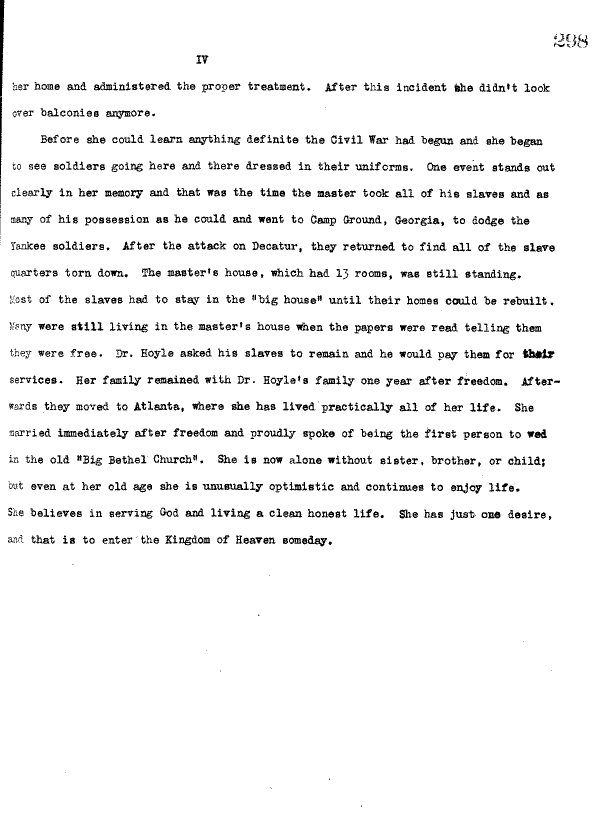 298
IV
her home and administered the proper treatment. After this incident she didn't look
over balconies anymore.
Before she could learn anything definite the Civil War had begun and she began
to see soldiers going here and there dressed in their uniforms. One event stands out
clearly in her memory and that was the time the master took all of his slaves and as
many of his possession as he could and went to Camp Ground, Georgia, to dodge the
Yankee soldiers. After the attack on Decatur, they returned to find all of the slave
quarters torn down. The master's house, which had 13 rooms, was still standing.
Most of the slaves had to stay in the "big house" until their homes could be rebuilt.
Many were still living in the master's house when the papers were read telling them
they were free. Dr. Hoyle asked his slaves to remain and he would pay them for their
services. Her family remained with Dr. Hoyle's family one year after freedom. After-
wards they moved to Atlanta, where she has lived practically all of her life. She
married immediately after freedom and proudly spoke of being the first person to wed
in the old "Big Bethel Church". She is now alone without sister, brother, or child;
but even at her old age she is unusually optimistic and continues to enjoy life.
She believes in serving God and living a clean honest life. She has just one desire,
and that is to enter the Kingdom of Heaven someday.